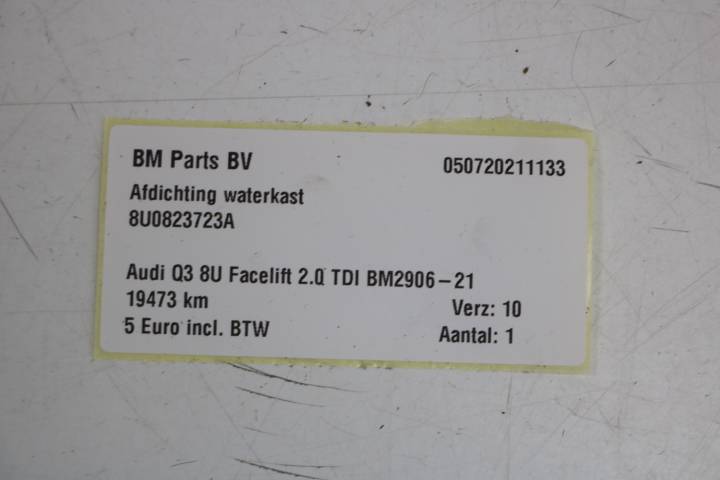 BM Parts BV 050720211133
Afdichting waterkast
8U0823723A
Audi Q3 8U Facelift 2.0 TDI BM2906-21
19473 km Verz: 10
5 Euro incl. BTW Aantal: 1